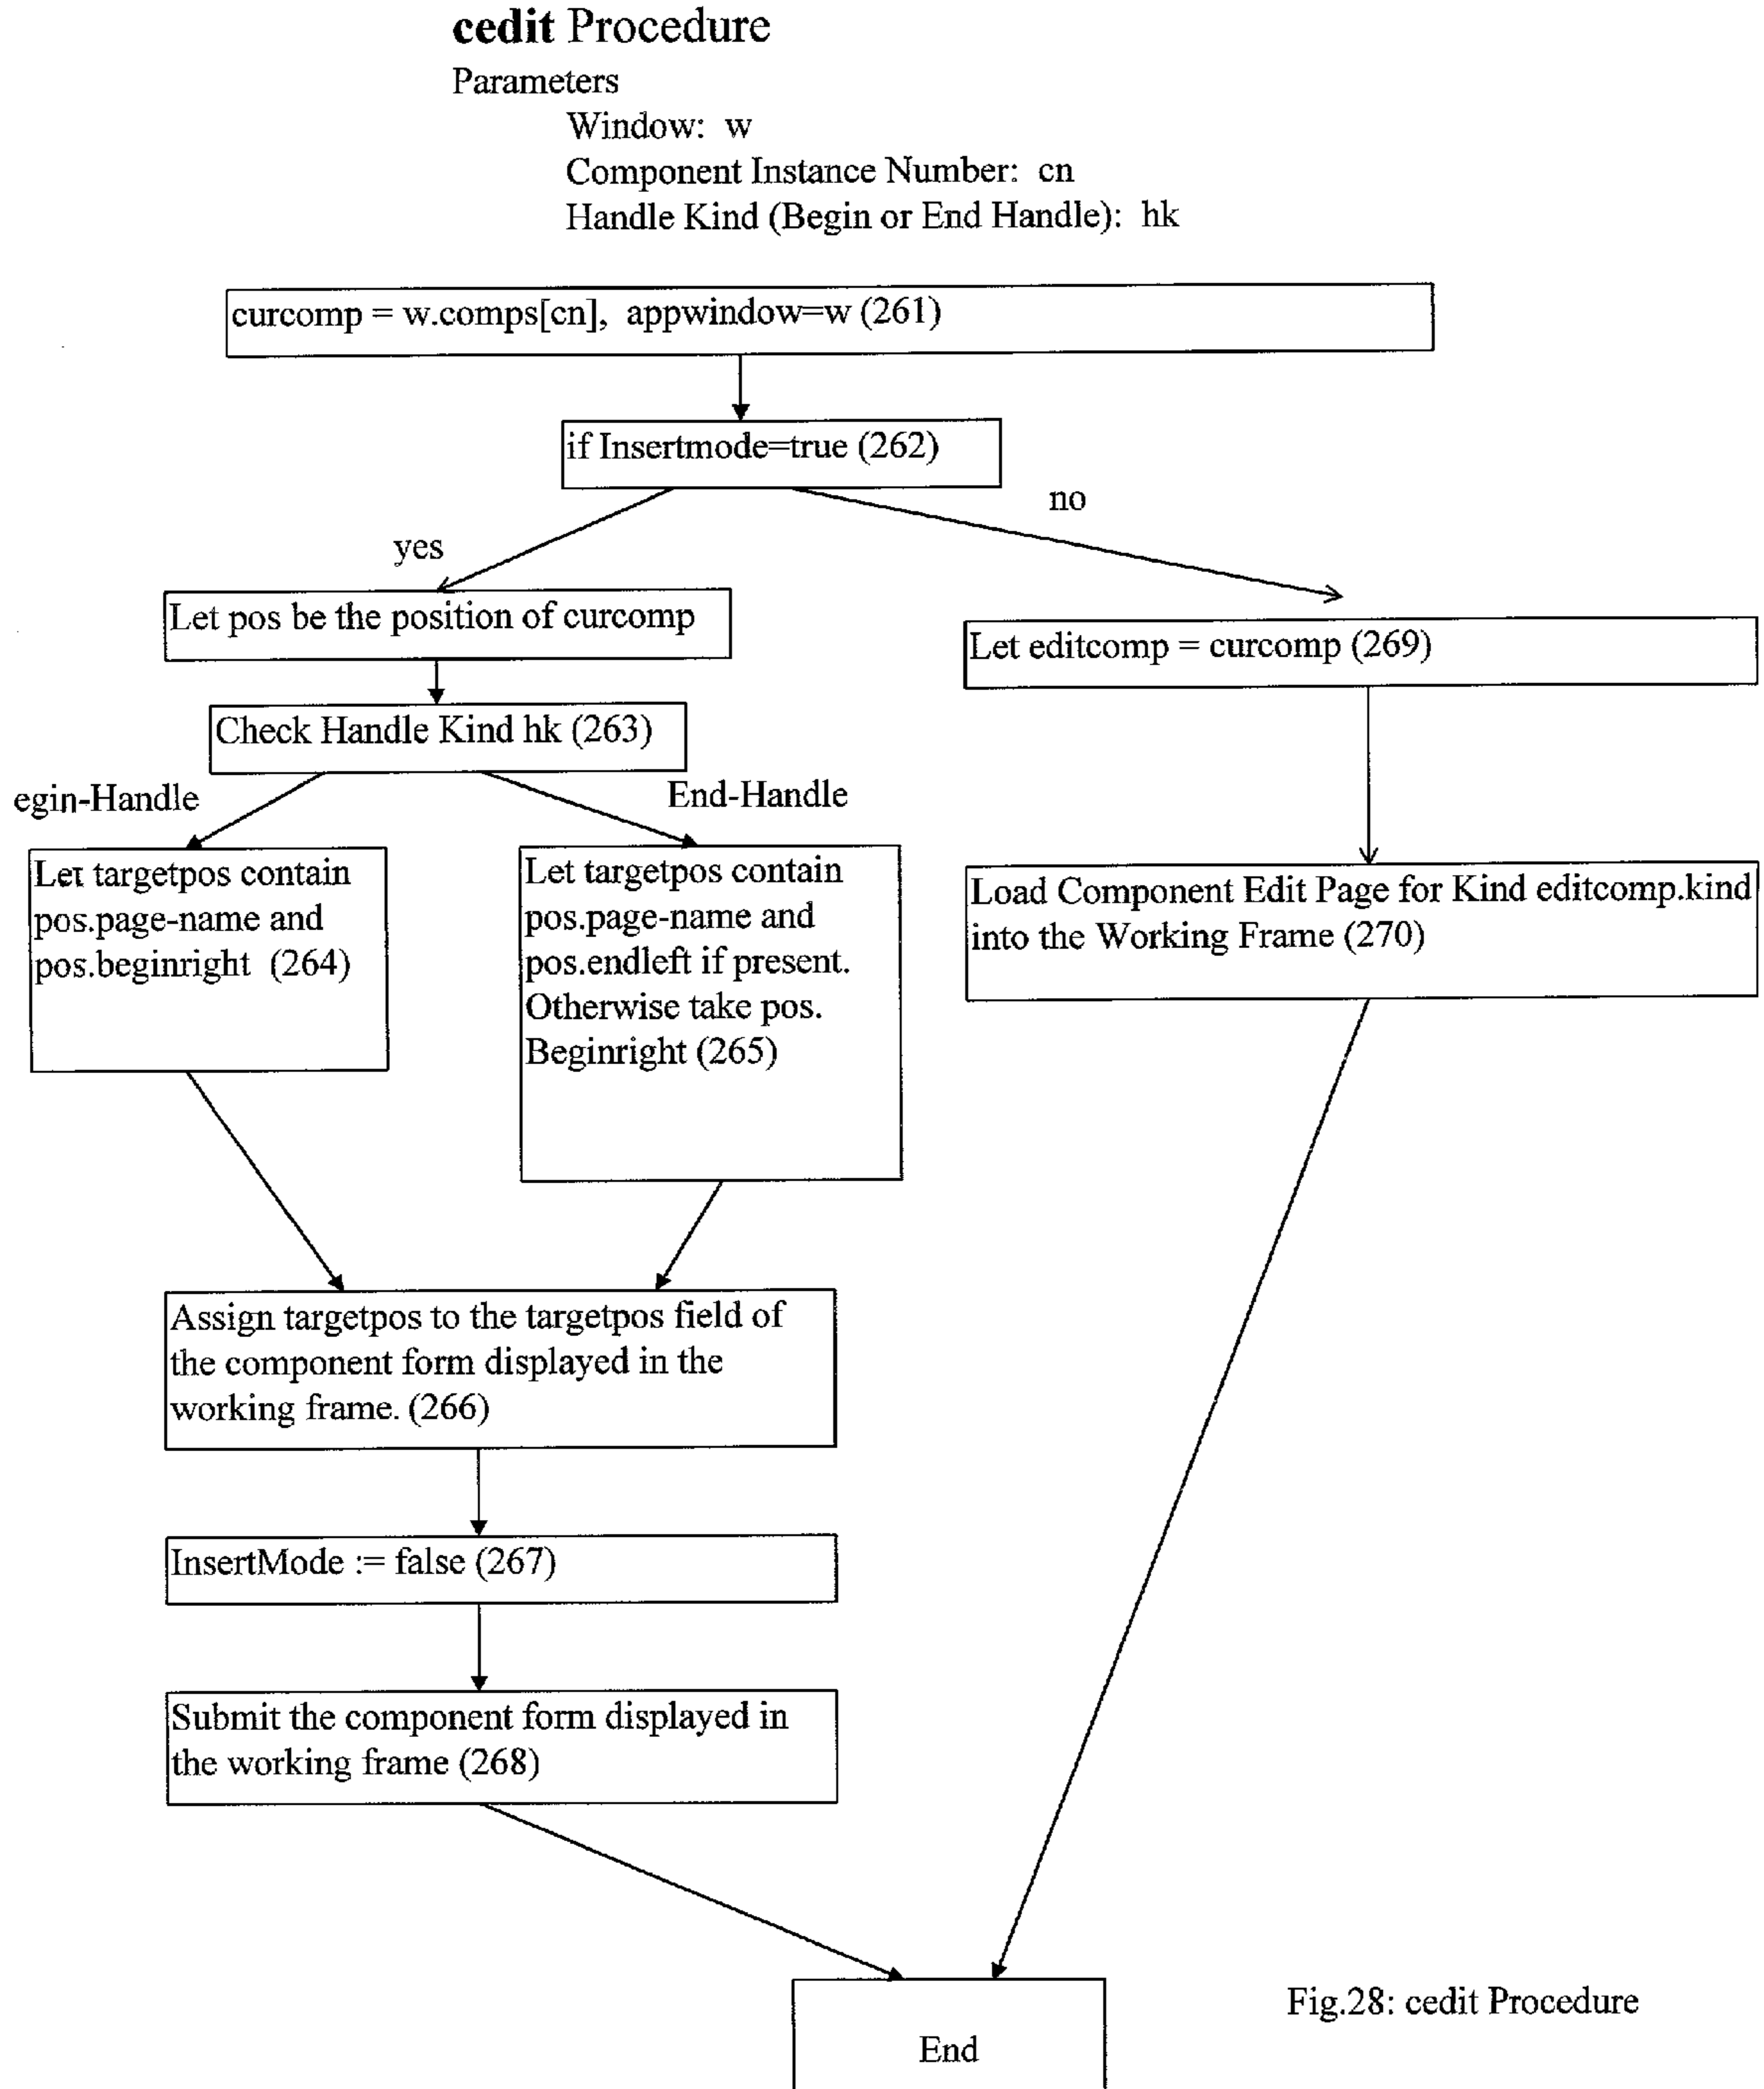 cedit Procedure
Parameters
Window: w
Component Instance Number: cn
Handle Kind (Begin or End Handle): hk
curcomp = w.comps[cn], appwindow=w (261)
if Insertmode=true (262)
no
yes
Let pos be the position of curcomp
Let editcomp = curcomp (269)
Check Handle Kind hk (263)
egin-Handle
End-Handle
Let targetpos contain
pos.page-name and
pos.beginright (264)
Let targetpos contain
pos.page-name and
pos.endleft if present.
Otherwise take pos.
Beginright (265)
Load Component Edit Page for Kind editcomp.kind
into the Working Frame (270)
Assign targetpos to the targetpos field of
the component form displayed in the
working frame. (266)
InsertMode := false (267)
Submit the component form displayed in
the working frame (268)
End
Fig.28: cedit Procedure